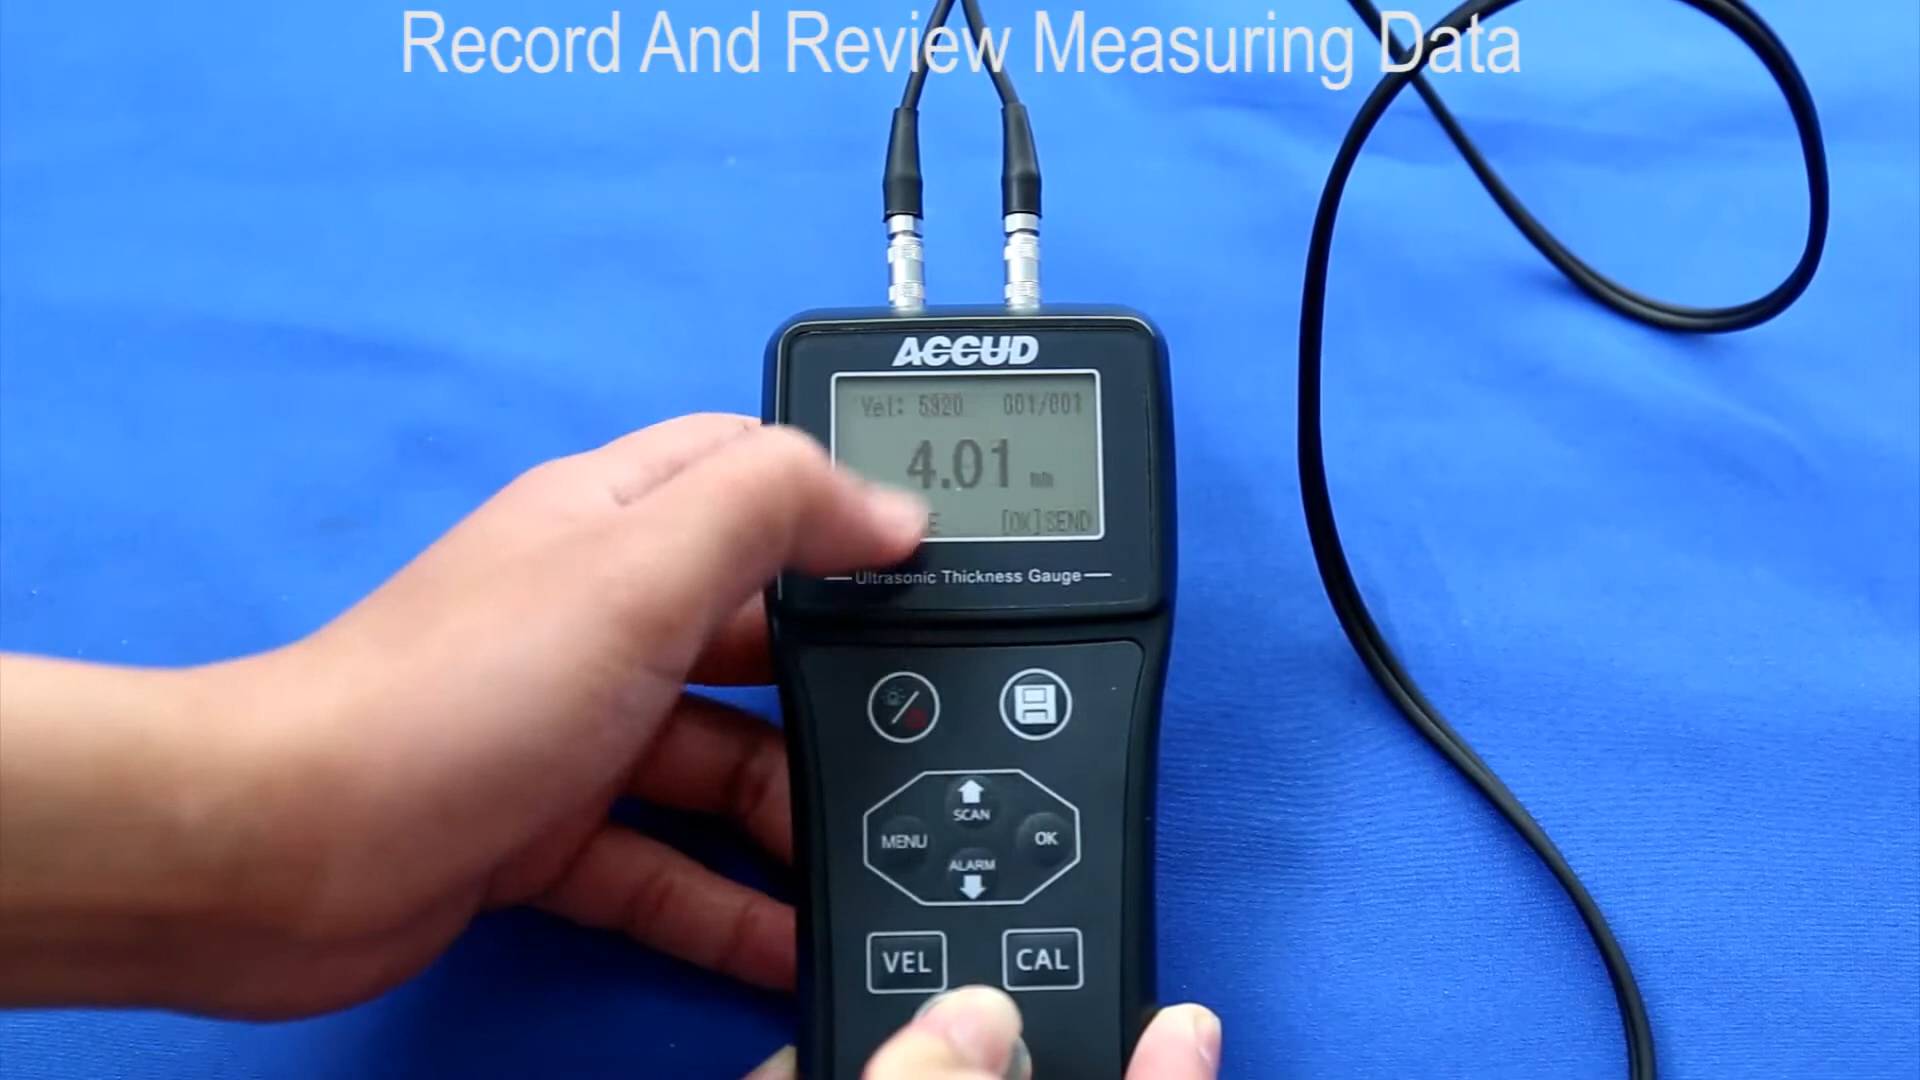 Record And Review Measuring Data
ACCUD
Vel: 5920 001/001
4.01 mm
[OK]SEND
Ultrasonic Thickness Gauge
SCAN
MENU
OK
ALARM
VEL
CAL